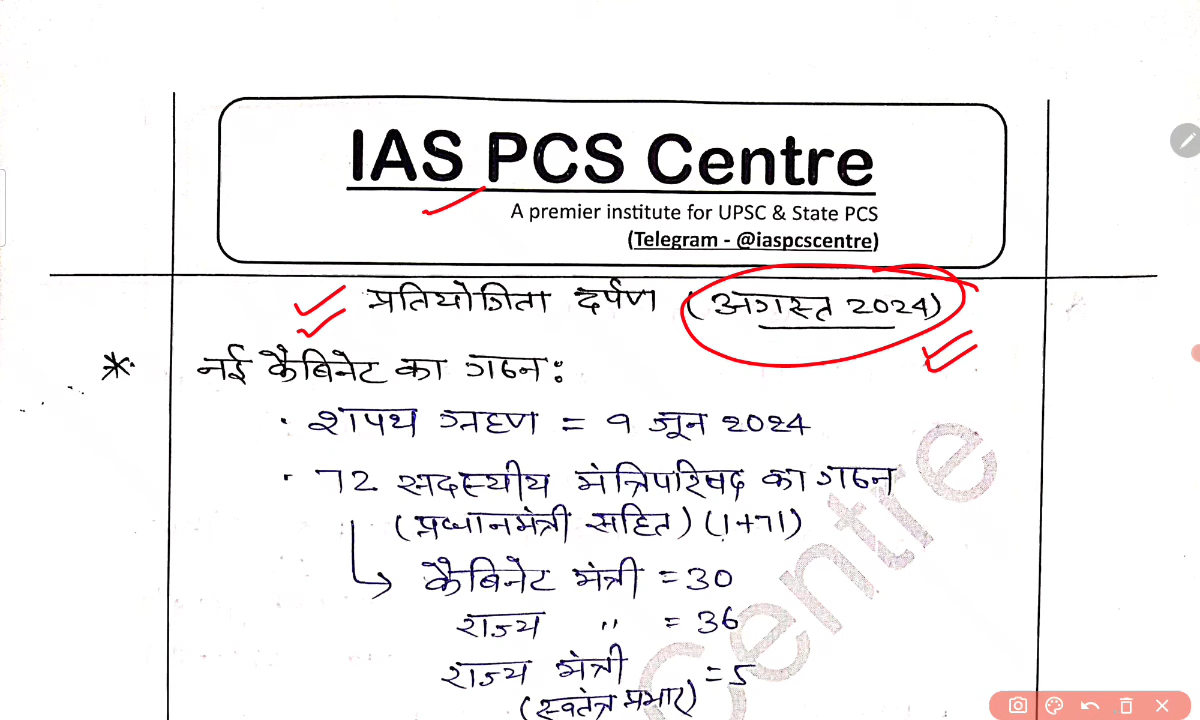 IAS PCS Centre
A premier institute for UPSC & State PCS
(Telegram - @iaspcscentre)
प्रतियोगिता दर्पण (अगस्त 2024)
* नई कैबिनेट का गठन:
· शपथ ग्रहण = 9 जून 2024
· 72 सदस्यीय मंत्रिपरिषद का गठन
(प्रधानमंत्री सहित) (1+71)
कैबिनेट मंत्री = 30
राज्य " = 36
राज्य मंत्री = 5
(स्वतंत्र प्रभार)
Centre